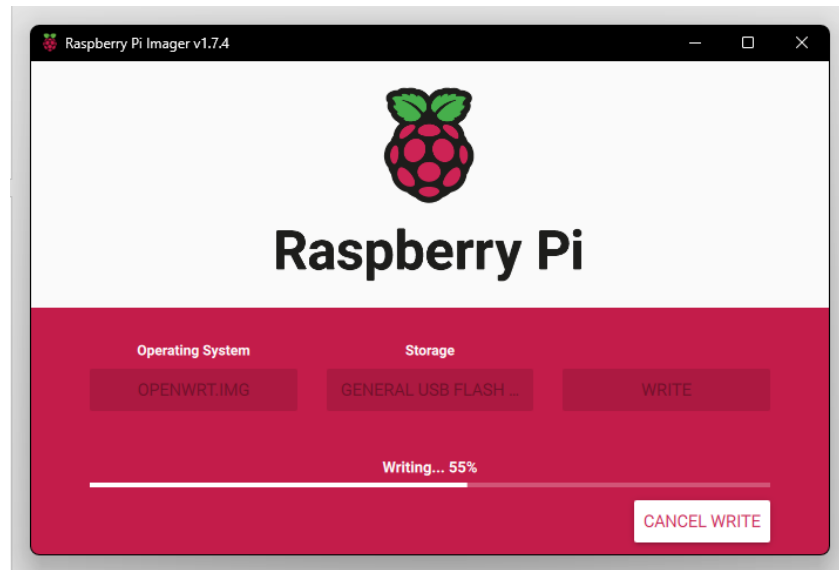 Raspberry Pi Imager v1.7.4
Raspberry Pi
Operating System
Storage
OPENWRT.IMG
GENERAL USB FLASH ...
WRITE
Writing... 55%
CANCEL WRITE